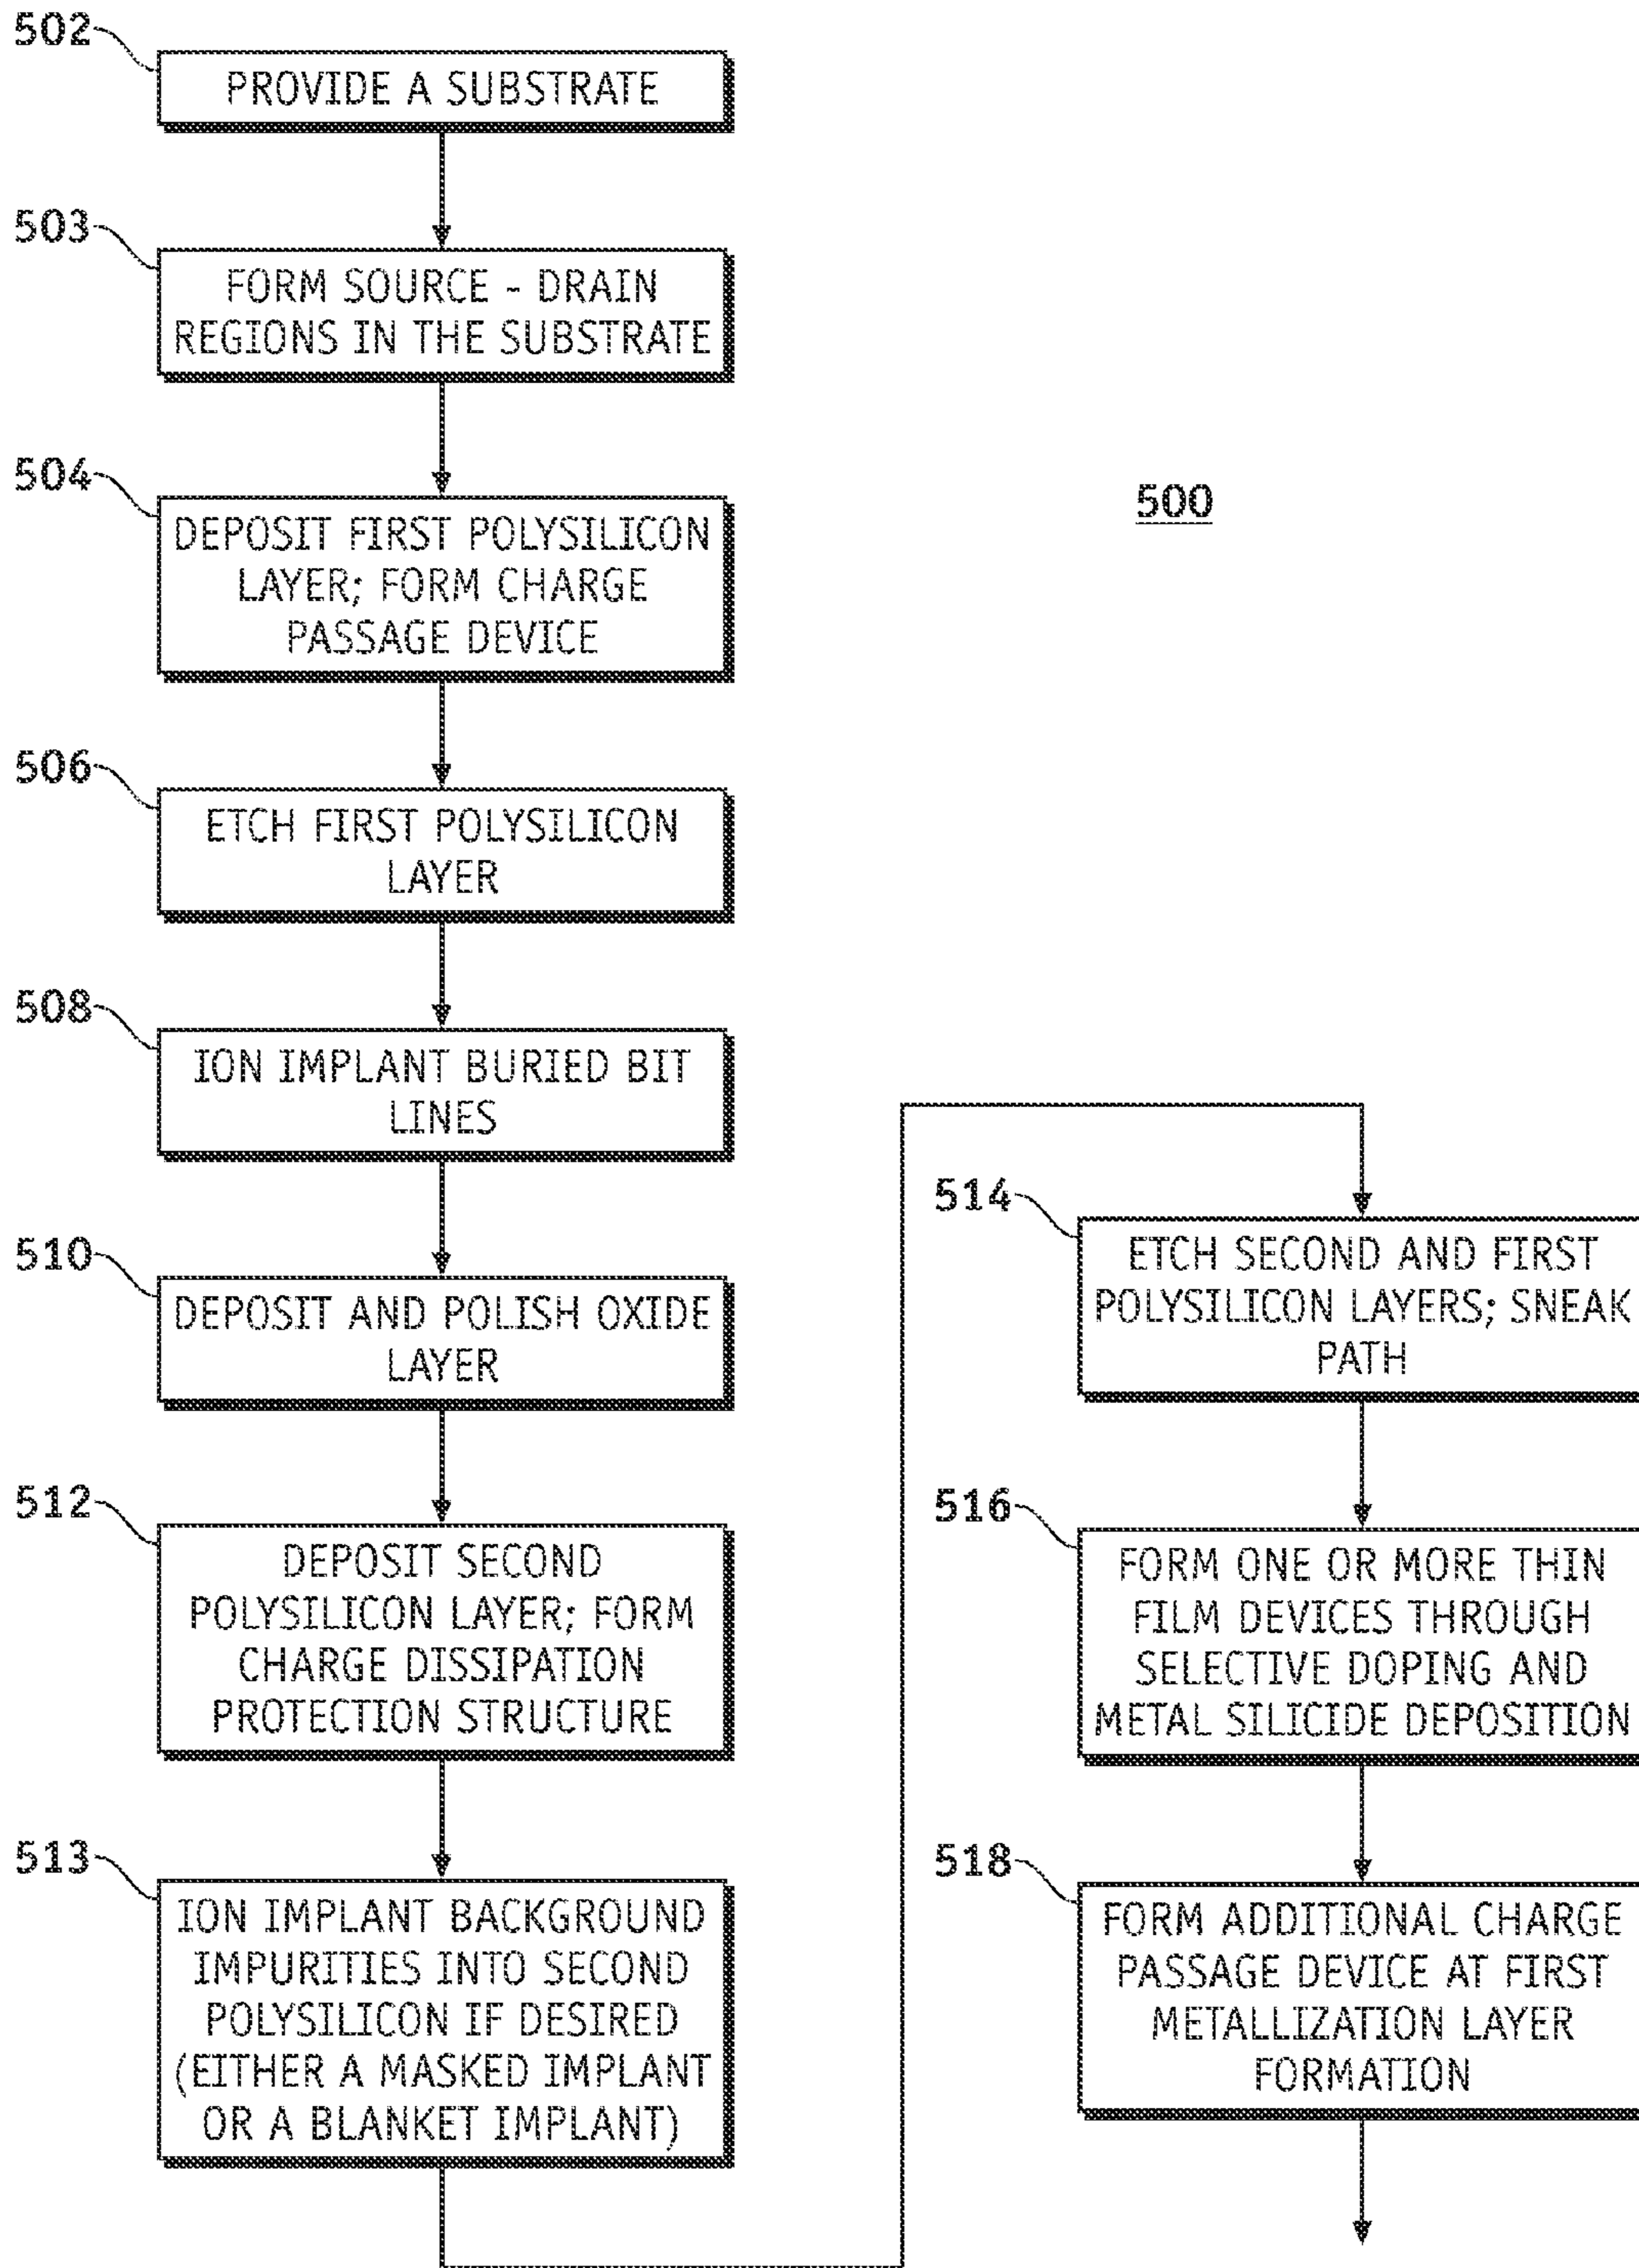 502
PROVIDE A SUBSTRATE
503
FORM SOURCE - DRAIN
REGIONS IN THE SUBSTRATE
504
DEPOSIT FIRST POLYSILICON
LAYER; FORM CHARGE
PASSAGE DEVICE
500
506
ETCH FIRST POLYSILICON
LAYER
508
ION IMPLANT BURIED BIT
LINES
510
DEPOSIT AND POLISH OXIDE
LAYER
512
DEPOSIT SECOND
POLYSILICON LAYER; FORM
CHARGE DISSIPATION
PROTECTION STRUCTURE
513
ION IMPLANT BACKGROUND
IMPURITIES INTO SECOND
POLYSILICON IF DESIRED
(EITHER A MASKED IMPLANT
OR A BLANKET IMPLANT)
514
ETCH SECOND AND FIRST
POLYSILICON LAYERS; SNEAK
PATH
516
FORM ONE OR MORE THIN
FILM DEVICES THROUGH
SELECTIVE DOPING AND
METAL SILICIDE DEPOSITION
518
FORM ADDITIONAL CHARGE
PASSAGE DEVICE AT FIRST
METALLIZATION LAYER
FORMATION